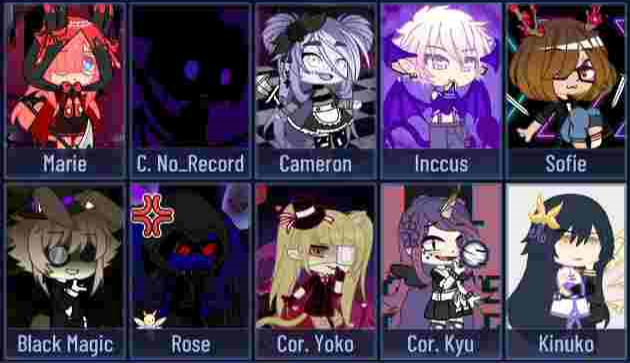 Marie
C. No_Record
Cameron
Inccus
Sofie
Black Magic
Rose
Cor. Yoko
Cor. Kyu
Kinuko